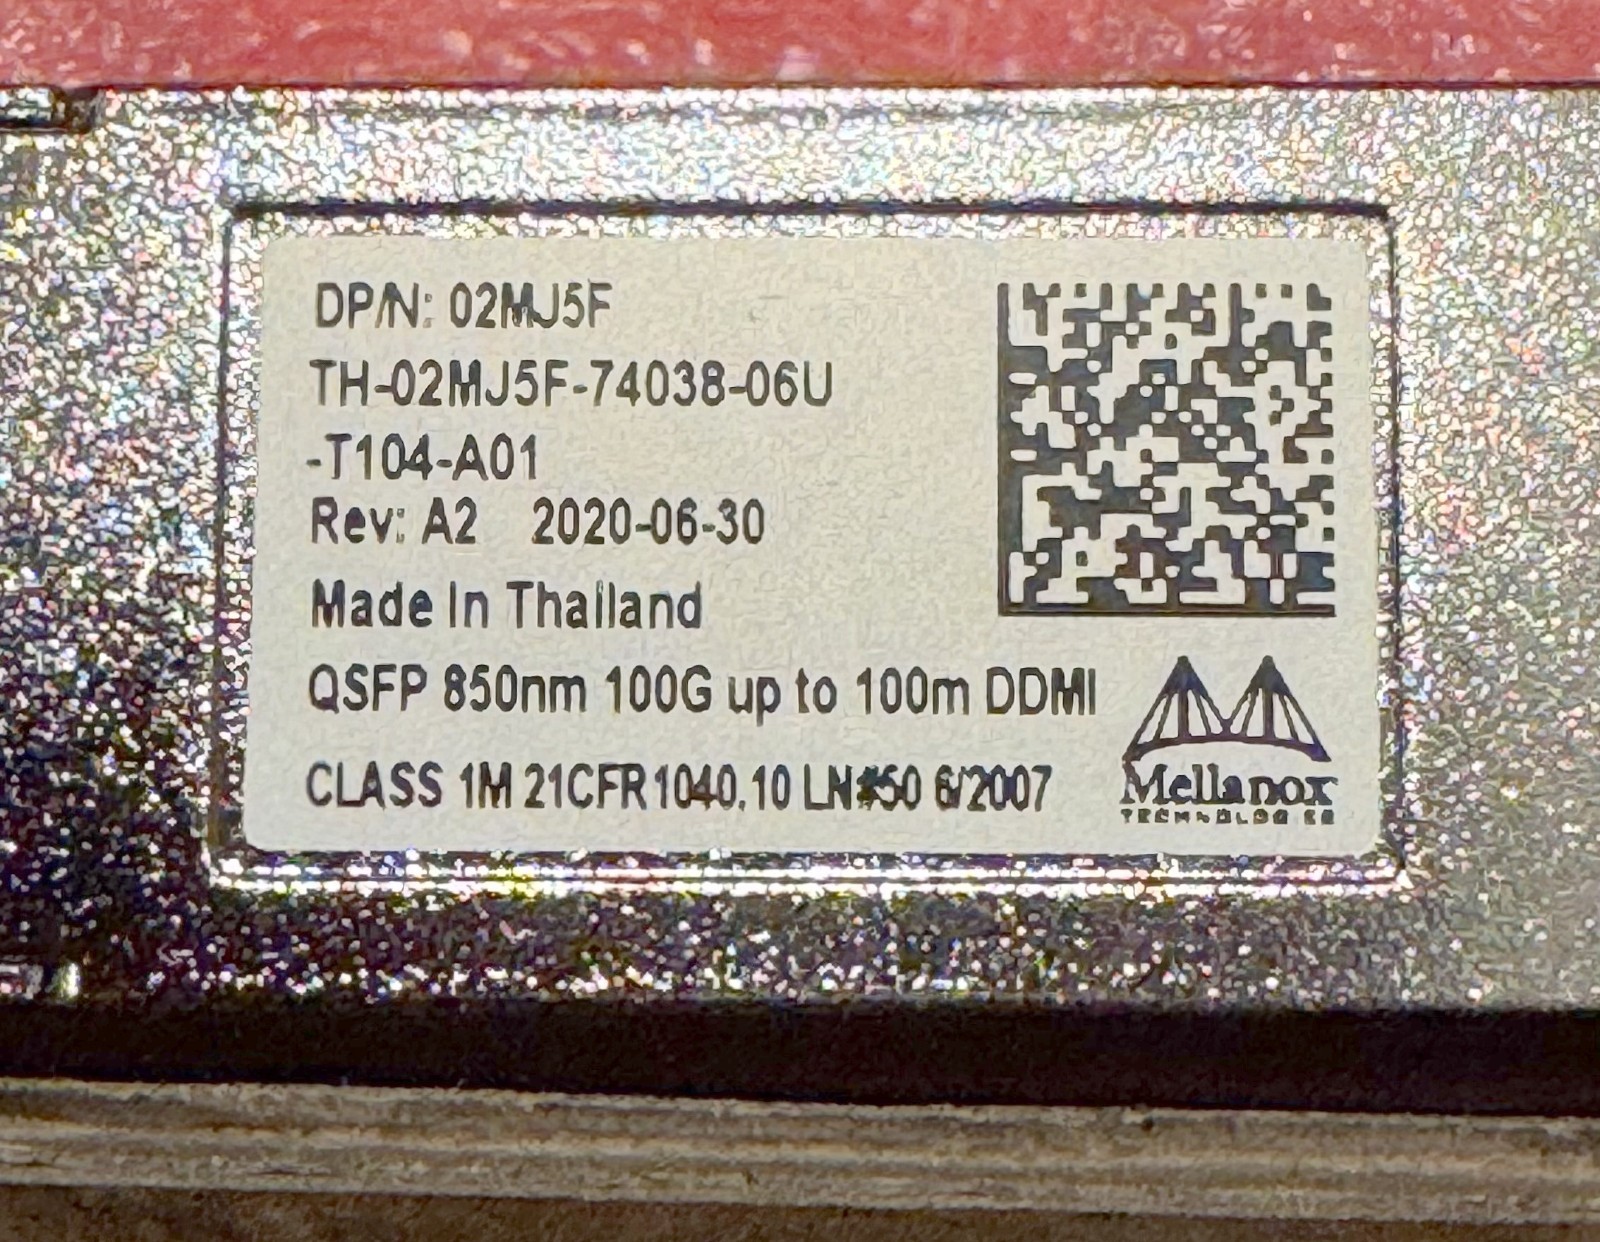 DP/N: 02MJ5F
TH-02MJ5F-74038-06U
-T104-A01
Rev: A2 2020-06-30
Made In Thailand
QSFP 850nm 100G up to 100m DDMI
CLASS 1M 21CFR1040.10 LN#50 6/2007
Mellanox
TECHNOLOGIES